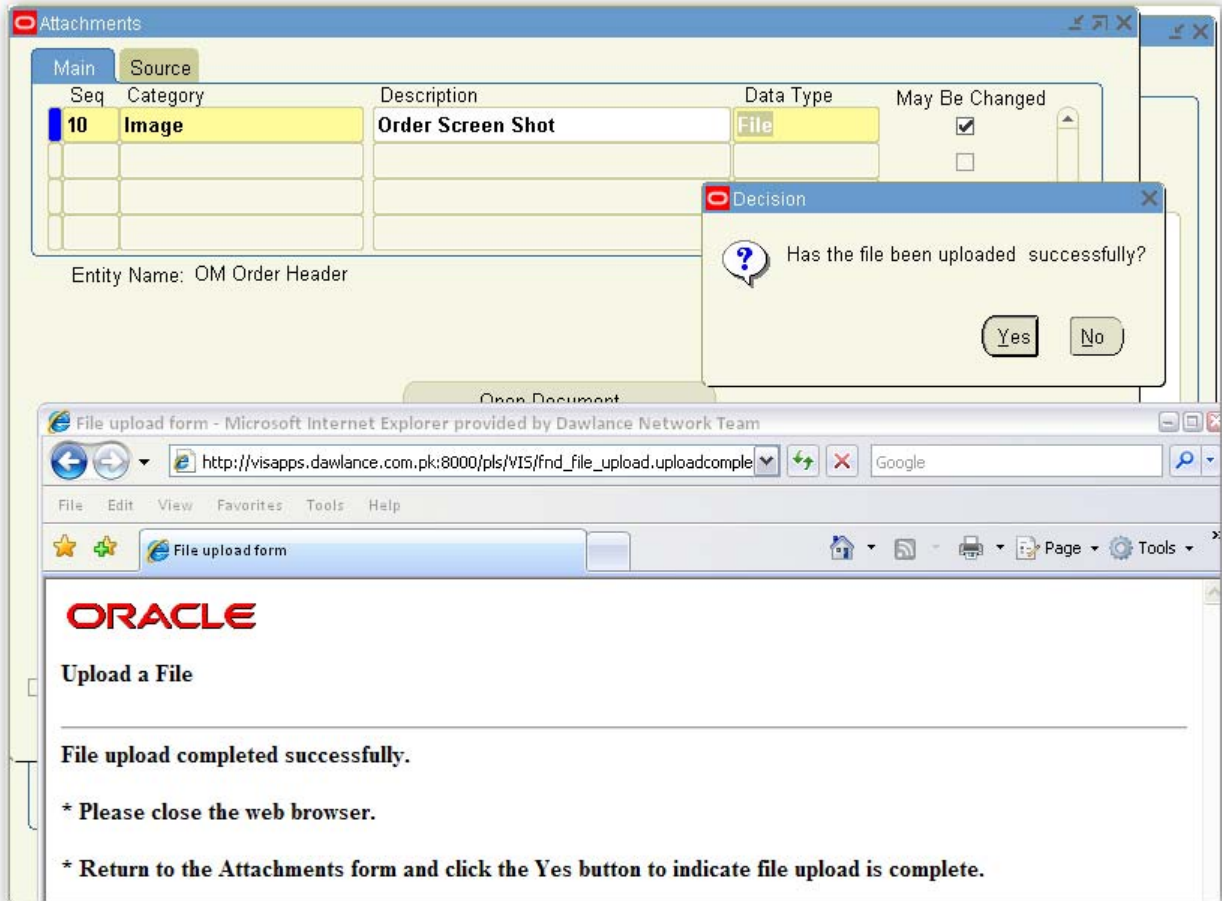 Attachments
Main Source
Seq Category Description Data Type May Be Changed
10 Image Order Screen Shot File
Decision
Has the file been uploaded successfully?
Yes No
Entity Name: OM Order Header
Open Document
File upload form - Microsoft Internet Explorer provided by Dawlance Network Team
http://visapps.dawlance.com.pk:8000/pls/VIS/fnd_file_upload.uploadcomple Google
File Edit View Favorites Tools Help
File upload form Page Tools
ORACLE
Upload a File
File upload completed successfully.
* Please close the web browser.
* Return to the Attachments form and click the Yes button to indicate file upload is complete.